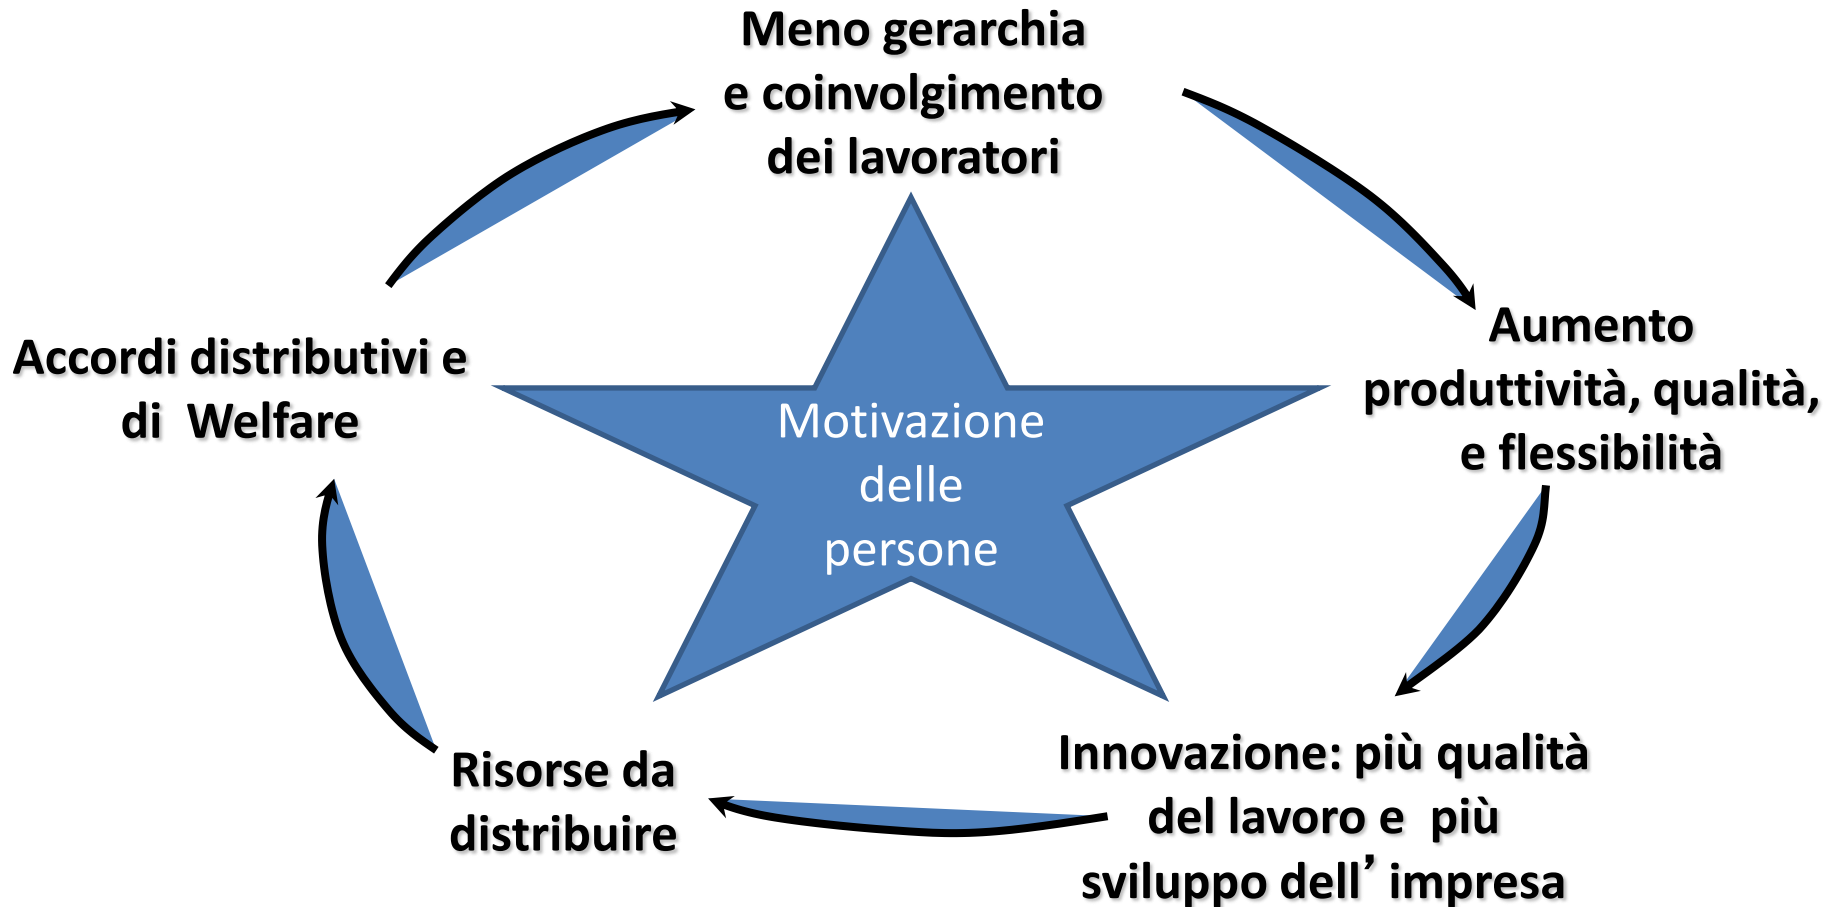 Meno gerarchia
e coinvolgimento
dei lavoratori
Aumento
produttività, qualità,
e flessibilità
Innovazione: più qualità
del lavoro e più
sviluppo dell’ impresa
Risorse da
distribuire
Accordi distributivi e
di Welfare
Motivazione
delle
persone